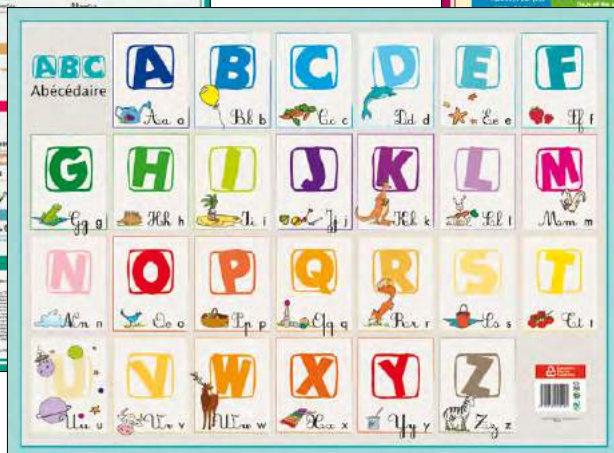 ABC
Abécédaire
A B C D E F
Aa a Bb b Cc c Dd d Ee e Ff f
G H I J K L M
Gg g Hh h Ii i Jj j Kk k Ll l Mm m
N O P Q R S T
Nn n Oo o Pp p Qq q Rr r Ss s Tt t
U V W X Y Z
Uu u Vv v Ww w Xx x Yy y Zz z